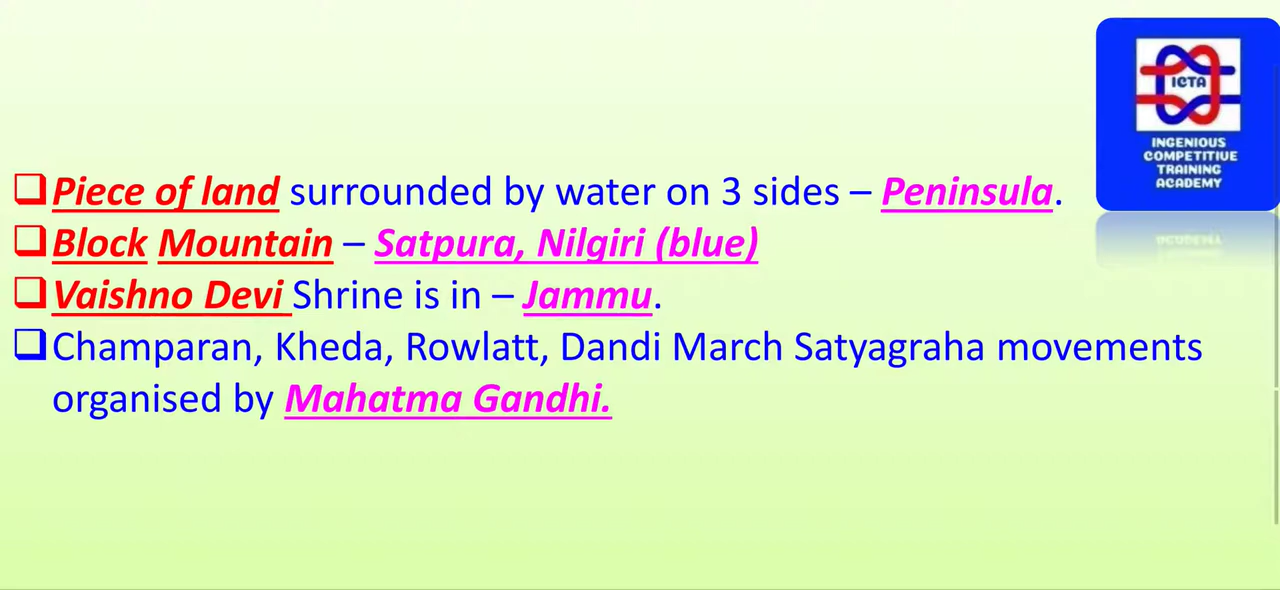 ICTA
INGENIOUS
COMPETITIVE
TRAINING
ACADEMY
❑Piece of land surrounded by water on 3 sides – Peninsula.
❑Block Mountain – Satpura, Nilgiri (blue)
❑Vaishno Devi Shrine is in – Jammu.
❑Champaran, Kheda, Rowlatt, Dandi March Satyagraha movements
organised by Mahatma Gandhi.